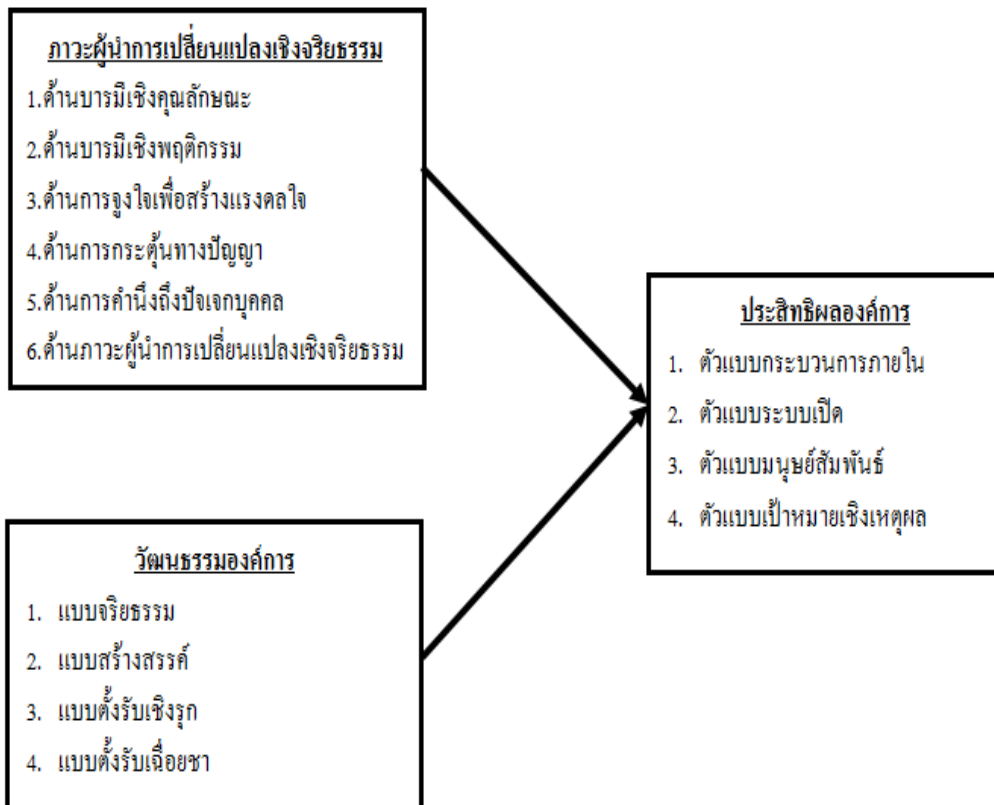 ภาวะผู้นำการเปลี่ยนแปลงเชิงจริยธรรม
1.ด้านบารมีเชิงคุณลักษณะ
2.ด้านบารมีเชิงพฤติกรรม
3.ด้านการจูงใจเพื่อสร้างแรงดลใจ
4.ด้านการกระตุ้นทางปัญญา
5.ด้านการคำนึงถึงปัจเจกบุคคล
6.ด้านภาวะผู้นำการเปลี่ยนแปลงเชิงจริยธรรม
ประสิทธิผลองค์การ
1. ตัวแบบกระบวนการภายใน
2. ตัวแบบระบบเปิด
3. ตัวแบบมนุษย์สัมพันธ์
4. ตัวแบบเป้าหมายเชิงเหตุผล
วัฒนธรรมองค์การ
1. แบบจริยธรรม
2. แบบสร้างสรรค์
3. แบบตั้งรับเชิงรุก
4. แบบตั้งรับเฉื่อยชา